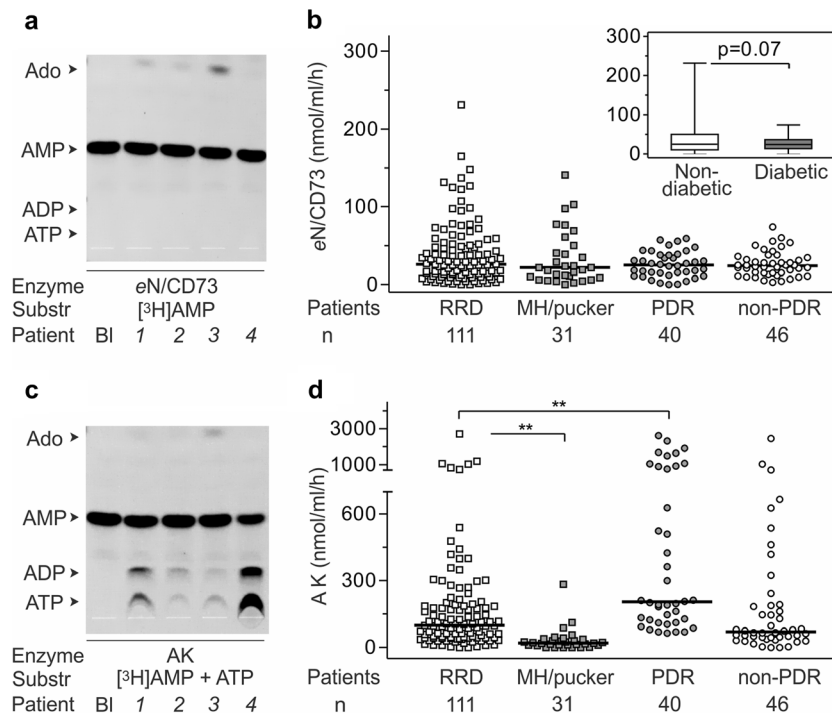 a
Ado
AMP
ADP
ATP
Enzyme eN/CD73
Substr [³H]AMP
Patient Bl 1 2 3 4
b
eN/CD73 (nmol/ml/h)
300
200
100
0
300
200
100
0
p=0.07
Non-
diabetic
Diabetic
Patients RRD MH/pucker PDR non-PDR
n 111 31 40 46
c
Ado
AMP
ADP
ATP
Enzyme AK
Substr [³H]AMP + ATP
Patient Bl 1 2 3 4
d
AK (nmol/ml/h)
3000
1000
600
300
0
**
**
Patients RRD MH/pucker PDR non-PDR
n 111 31 40 46